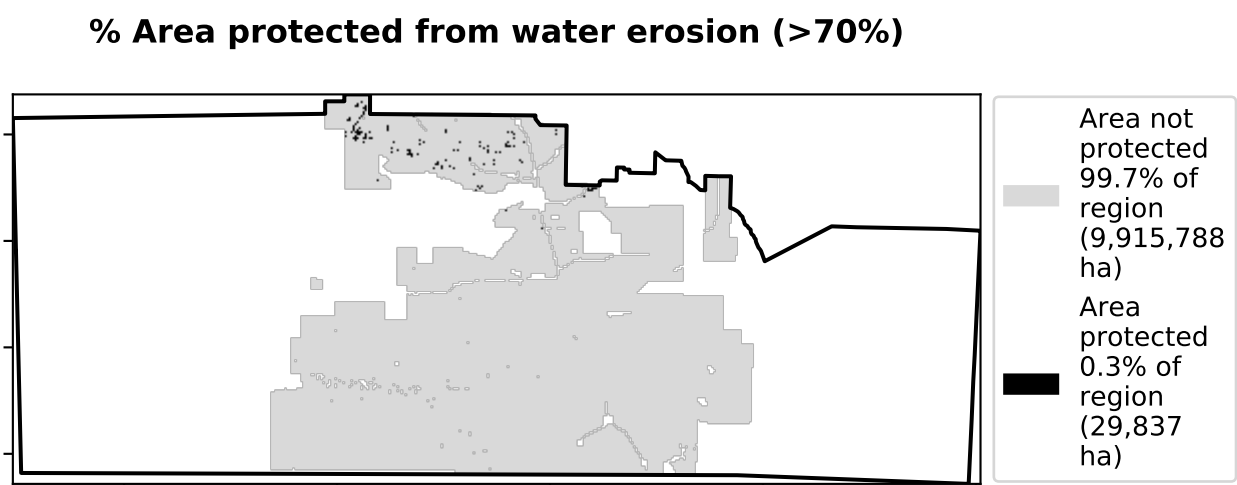 % Area protected from water erosion (>70%)
Area not
protected
99.7% of
region
(9,915,788
ha)
Area
protected
0.3% of
region
(29,837
ha)